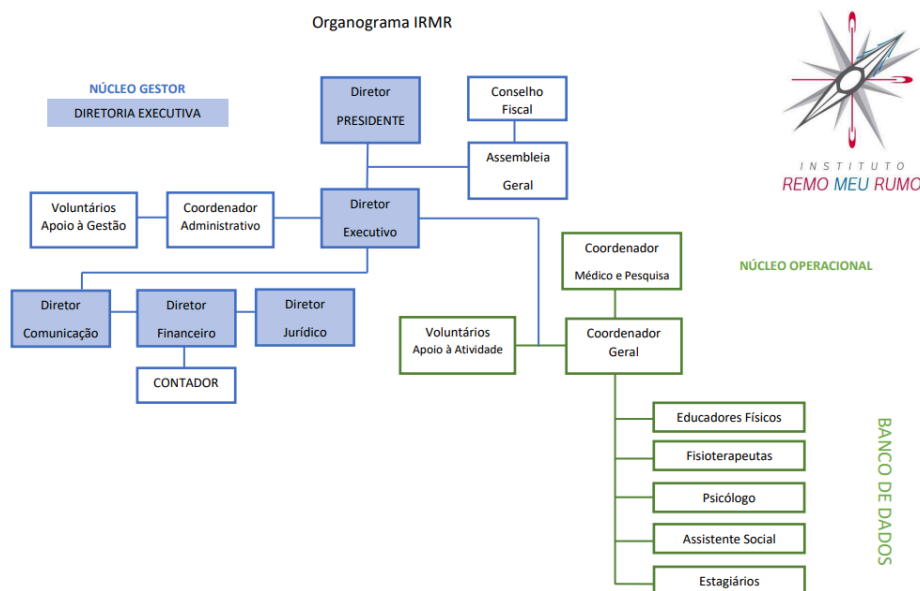 Organograma IRMR
NÚCLEO GESTOR
DIRETORIA EXECUTIVA
Diretor
PRESIDENTE
Conselho
Fiscal
Assembleia
Geral
INSTITUTO
REMO MEU RUMO
Voluntários
Apoio à Gestão
Coordenador
Administrativo
Diretor
Executivo
Coordenador
Médico e Pesquisa
NÚCLEO OPERACIONAL
Diretor
Comunicação
Diretor
Financeiro
Diretor
Jurídico
Voluntários
Apoio à Atividade
Coordenador
Geral
CONTADOR
Educadores Físicos
Fisioterapeutas
Psicólogo
Assistente Social
Estagiários
BANCO DE DADOS